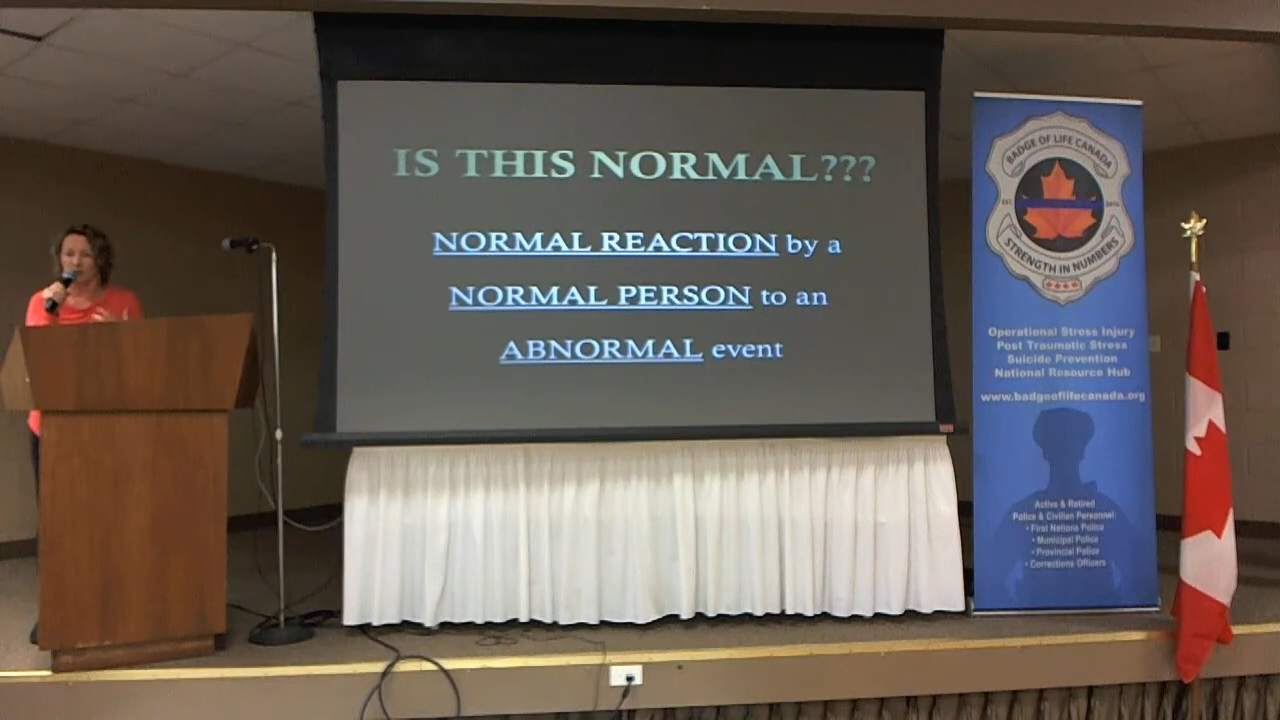 IS THIS NORMAL???
NORMAL REACTION by a
NORMAL PERSON to an
ABNORMAL event
BADGE OF LIFE CANADA
STRENGTH IN NUMBERS
Operational Stress Injury
Post Traumatic Stress
Suicide Prevention
National Resource Hub
www.badgeoflifecanada.org
Active & Retired
Police & Civilian Personnel:
• First Nations Police
• Municipal Police
• Provincial Police
• Corrections Officers